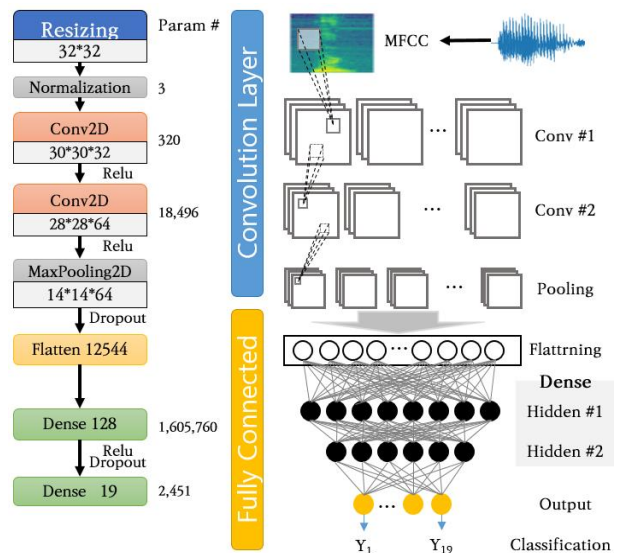 Resizing
32*32
Param #
Normalization
3
Conv2D
30*30*32
320
Relu
Conv2D
28*28*64
18,496
Relu
MaxPooling2D
14*14*64
Dropout
Flatten 12544
Dense 128
1,605,760
Relu
Dropout
Dense 19
2,451
Convolution Layer
Fully Connected
MFCC
...
Conv #1
...
Conv #2
...
Pooling
...
Flattrning
Dense
Hidden #1
Hidden #2
...
Output
Y1
Y19
Classification